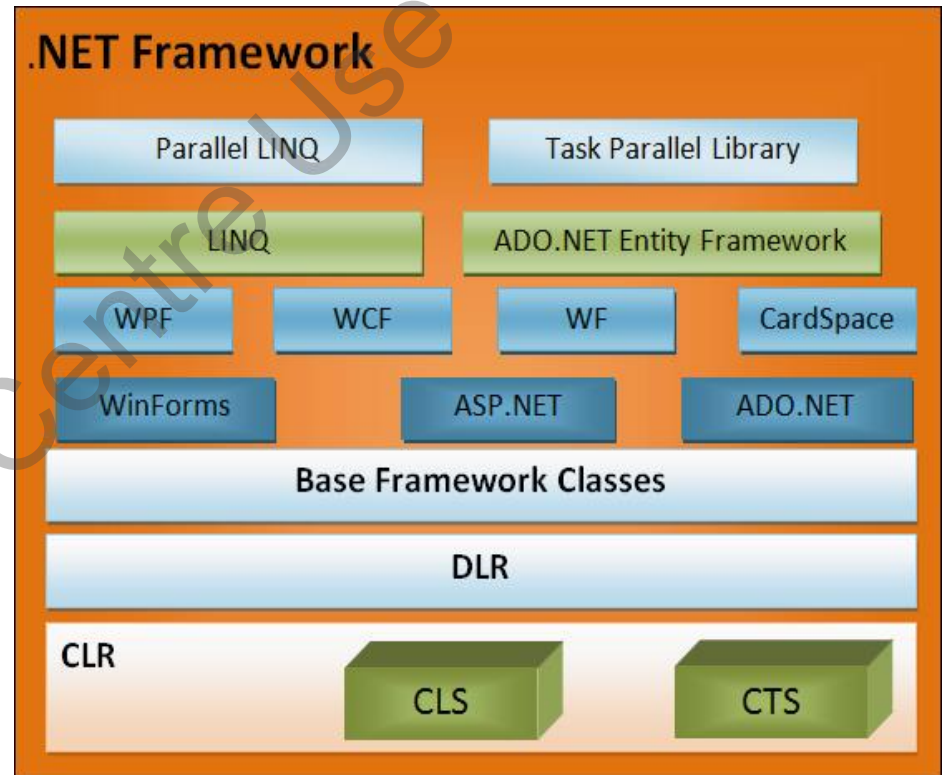 .NET Framework
Parallel LINQ
Task Parallel Library
LINQ
ADO.NET Entity Framework
WPF
WCF
WF
CardSpace
WinForms
ASP.NET
ADO.NET
Base Framework Classes
DLR
CLR
CLS
CTS
Centre Use